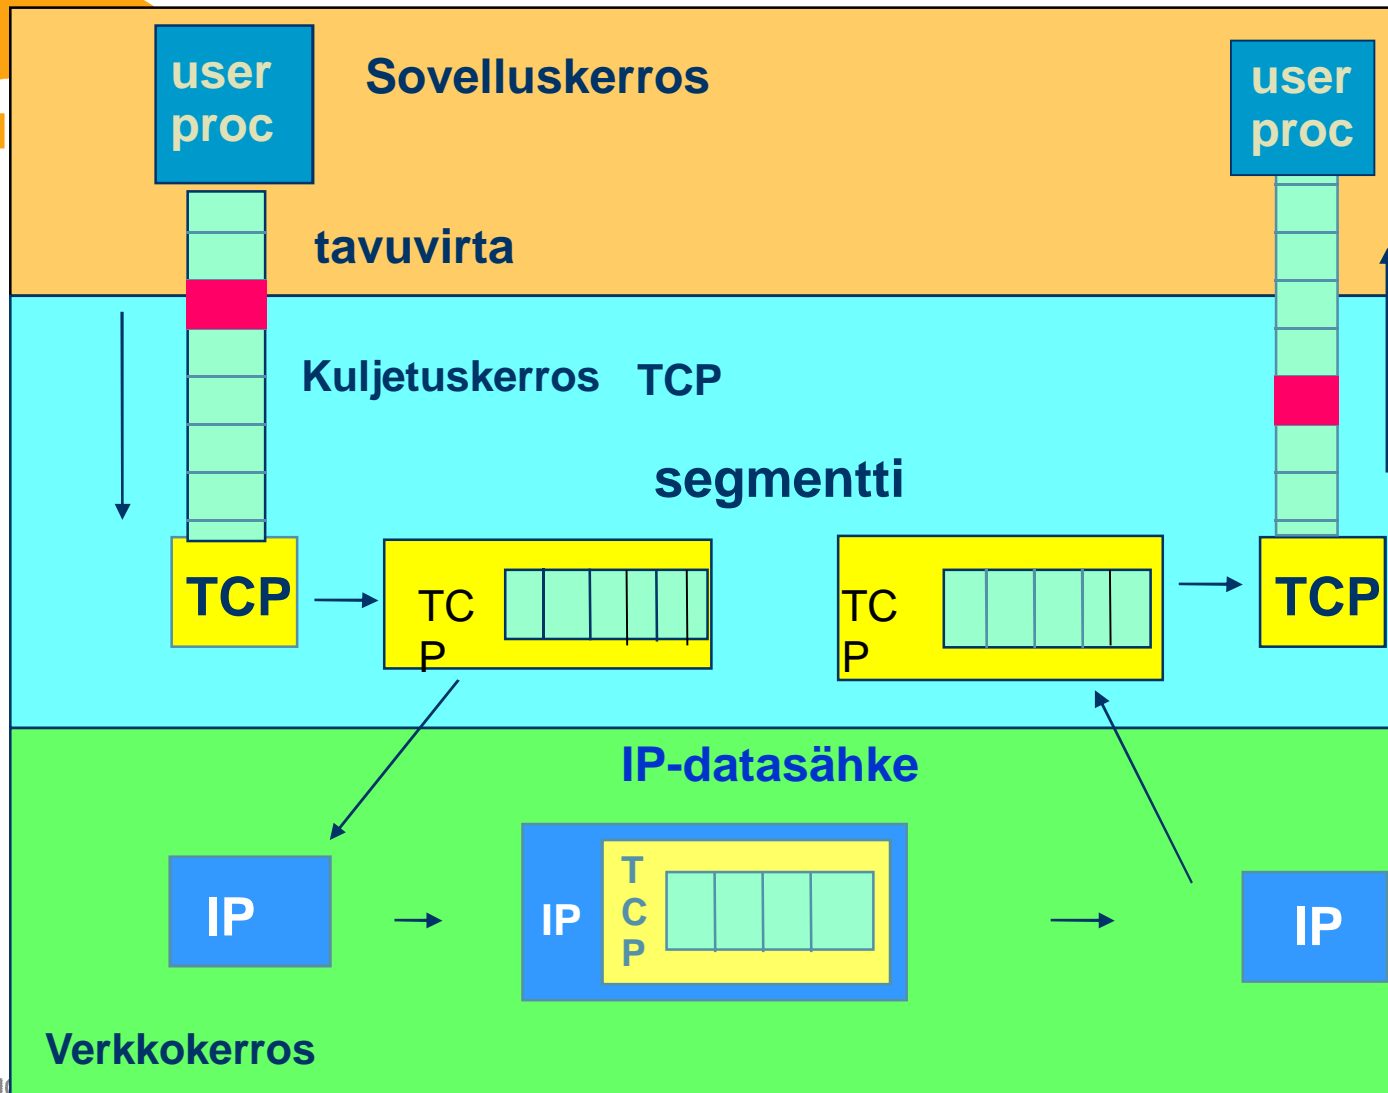 user
proc
Sovelluskerros
user
proc
tavuvirta
Kuljetuskerros TCP
segmentti
TCP
TC
P
TC
P
TCP
IP-datasähke
IP
IP
T
C
P
IP
Verkkokerros